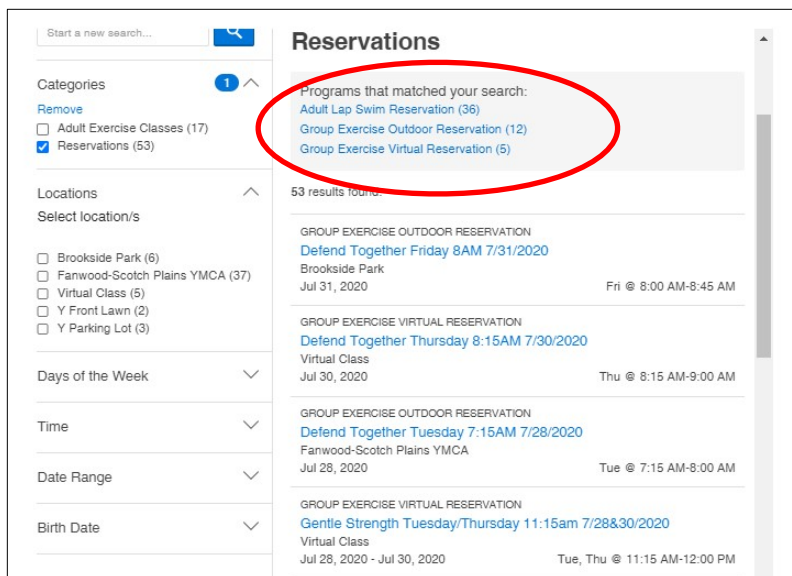 Start a new search...
Categories
1
Remove
Adult Exercise Classes (17)
Reservations (53)
Locations
Select location/s
Brookside Park (6)
Fanwood-Scotch Plains YMCA (37)
Virtual Class (5)
Y Front Lawn (2)
Y Parking Lot (3)
Days of the Week
Time
Date Range
Birth Date
Reservations
Programs that matched your search:
Adult Lap Swim Reservation (36)
Group Exercise Outdoor Reservation (12)
Group Exercise Virtual Reservation (5)
53 results found.
GROUP EXERCISE OUTDOOR RESERVATION
Defend Together Friday 8AM 7/31/2020
Brookside Park
Jul 31, 2020 Fri @ 8:00 AM-8:45 AM
GROUP EXERCISE VIRTUAL RESERVATION
Defend Together Thursday 8:15AM 7/30/2020
Virtual Class
Jul 30, 2020 Thu @ 8:15 AM-9:00 AM
GROUP EXERCISE OUTDOOR RESERVATION
Defend Together Tuesday 7:15AM 7/28/2020
Fanwood-Scotch Plains YMCA
Jul 28, 2020 Tue @ 7:15 AM-8:00 AM
GROUP EXERCISE VIRTUAL RESERVATION
Gentle Strength Tuesday/Thursday 11:15am 7/28&30/2020
Virtual Class
Jul 28, 2020 - Jul 30, 2020 Tue, Thu @ 11:15 AM-12:00 PM